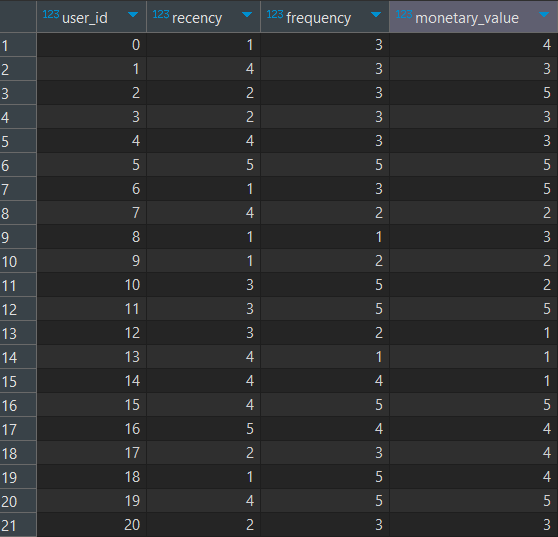 123 user_id 123 recency 123 frequency 123 monetary_value
1 0 1 3 4
2 1 4 3 3
3 2 2 3 5
4 3 2 3 3
5 4 4 3 3
6 5 5 5 5
7 6 1 3 5
8 7 4 2 2
9 8 1 1 3
10 9 1 2 2
11 10 3 5 2
12 11 3 5 5
13 12 3 2 1
14 13 4 1 1
15 14 4 4 1
16 15 4 5 5
17 16 5 4 4
18 17 2 3 4
19 18 1 5 4
20 19 4 5 5
21 20 2 3 3